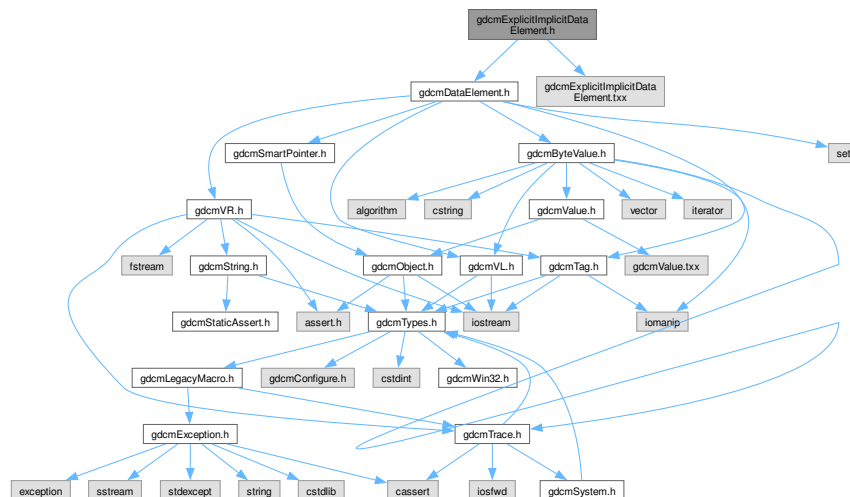 gdcmExplicitImplicitData
Element.h
gdcmDataElement.h
gdcmExplicitImplicitData
Element.txx
gdcmSmartPointer.h
gdcmByteValue.h
set
gdcmVR.h
algorithm
cstring
gdcmValue.h
vector
iterator
fstream
gdcmString.h
gdcmObject.h
gdcmVL.h
gdcmTag.h
gdcmValue.txx
gdcmStaticAssert.h
assert.h
gdcmTypes.h
iostream
iomanip
gdcmLegacyMacro.h
gdcmConfigure.h
cstdint
gdcmWin32.h
gdcmException.h
gdcmTrace.h
exception
sstream
stdexcept
string
cstdlib
cassert
iosfwd
gdcmSystem.h